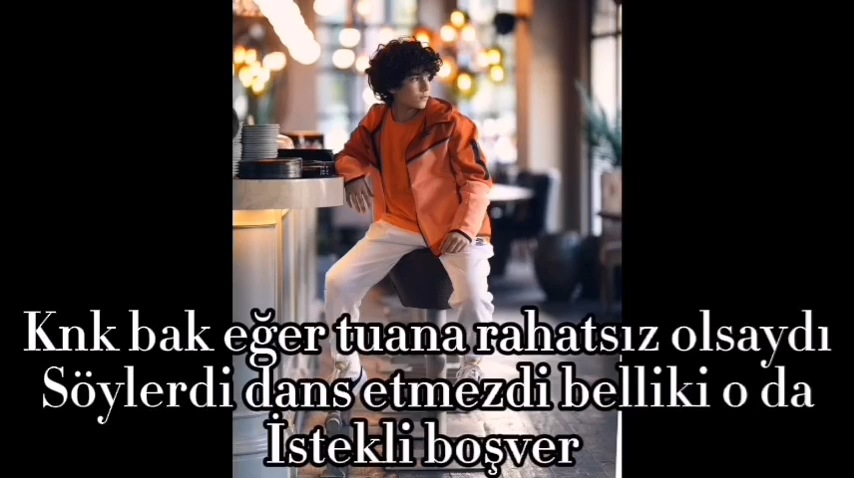 Knk bak eğer tuana rahatsız olsaydı
Söylerdi dans etmezdi belliki o da
İstekli boşver